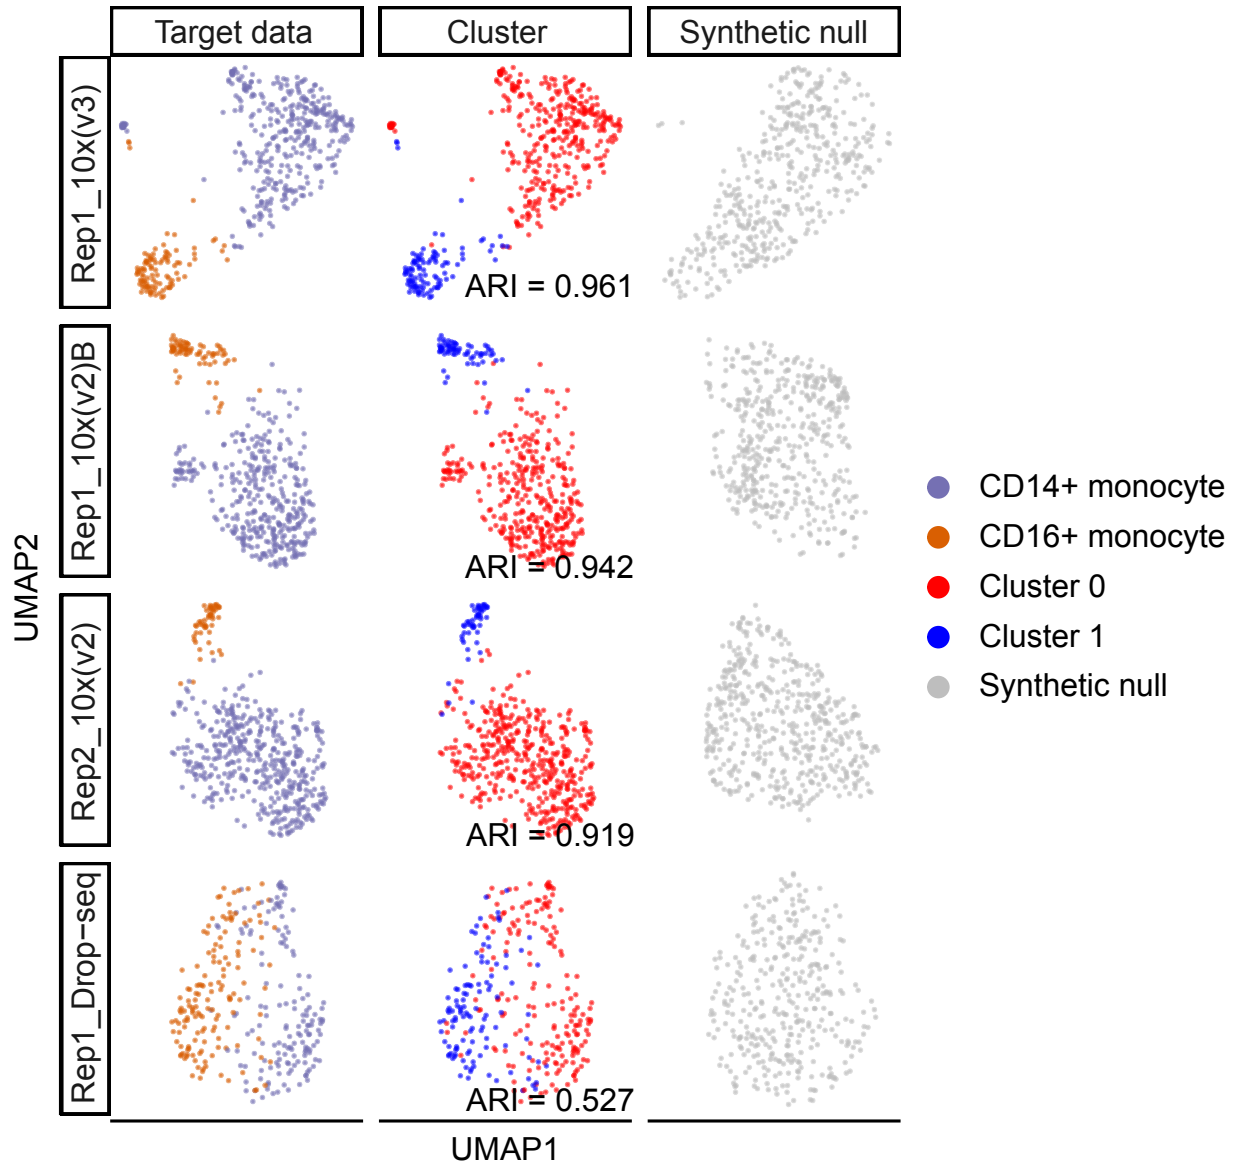 Target data
Cluster
Synthetic null
Rep1_10x(v3)
ARI = 0.961
Rep1_10x(v2)B
ARI = 0.942
UMAP2
Rep2_10x(v2)
ARI = 0.919
Rep1_Drop−seq
ARI = 0.527
UMAP1
CD14+ monocyte
CD16+ monocyte
Cluster 0
Cluster 1
Synthetic null